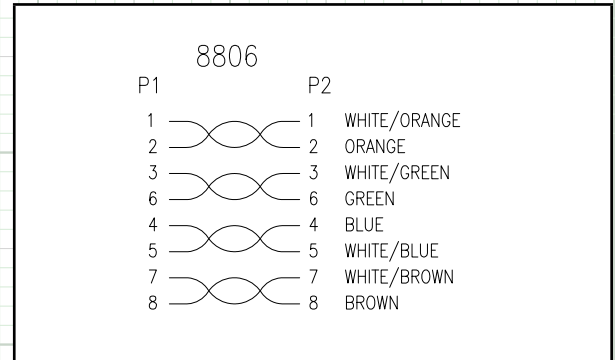 8806
P1 P2
1 1 WHITE/ORANGE
2 2 ORANGE
3 3 WHITE/GREEN
6 6 GREEN
4 4 BLUE
5 5 WHITE/BLUE
7 7 WHITE/BROWN
8 8 BROWN